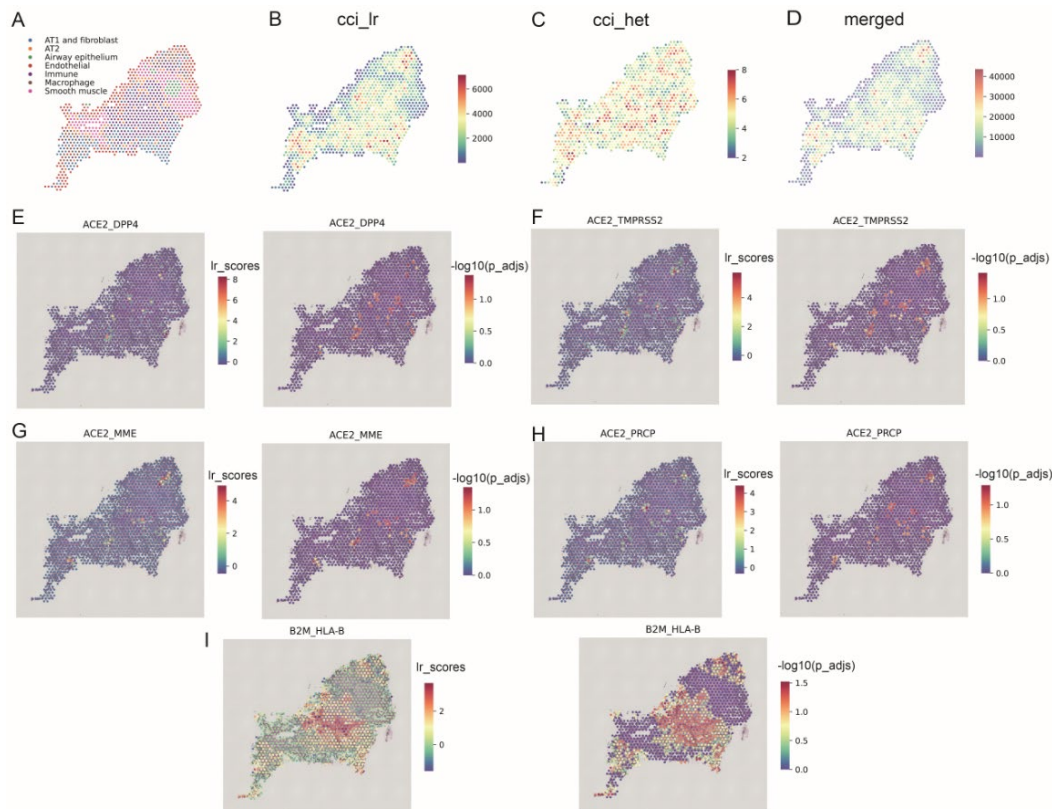 A
AT1 and fibroblast
AT2
Airway epithelium
Endothelial
Immune
Macrophage
Smooth muscle
B cci_lr
6000
4000
2000
C cci_het
8
6
4
2
D merged
40000
30000
20000
10000
E
ACE2_DPP4
lr_scores
8
6
4
2
0
ACE2_DPP4
-log10(p_adjs)
1.0
0.5
0.0
F
ACE2_TMPRSS2
lr_scores
4
2
0
ACE2_TMPRSS2
-log10(p_adjs)
1.0
0.5
0.0
G
ACE2_MME
lr_scores
4
2
0
ACE2_MME
-log10(p_adjs)
1.0
0.5
0.0
H
ACE2_PRCP
lr_scores
4
3
2
1
0
ACE2_PRCP
-log10(p_adjs)
1.0
0.5
0.0
I
B2M_HLA-B
lr_scores
2
0
B2M_HLA-B
-log10(p_adjs)
1.5
1.0
0.5
0.0